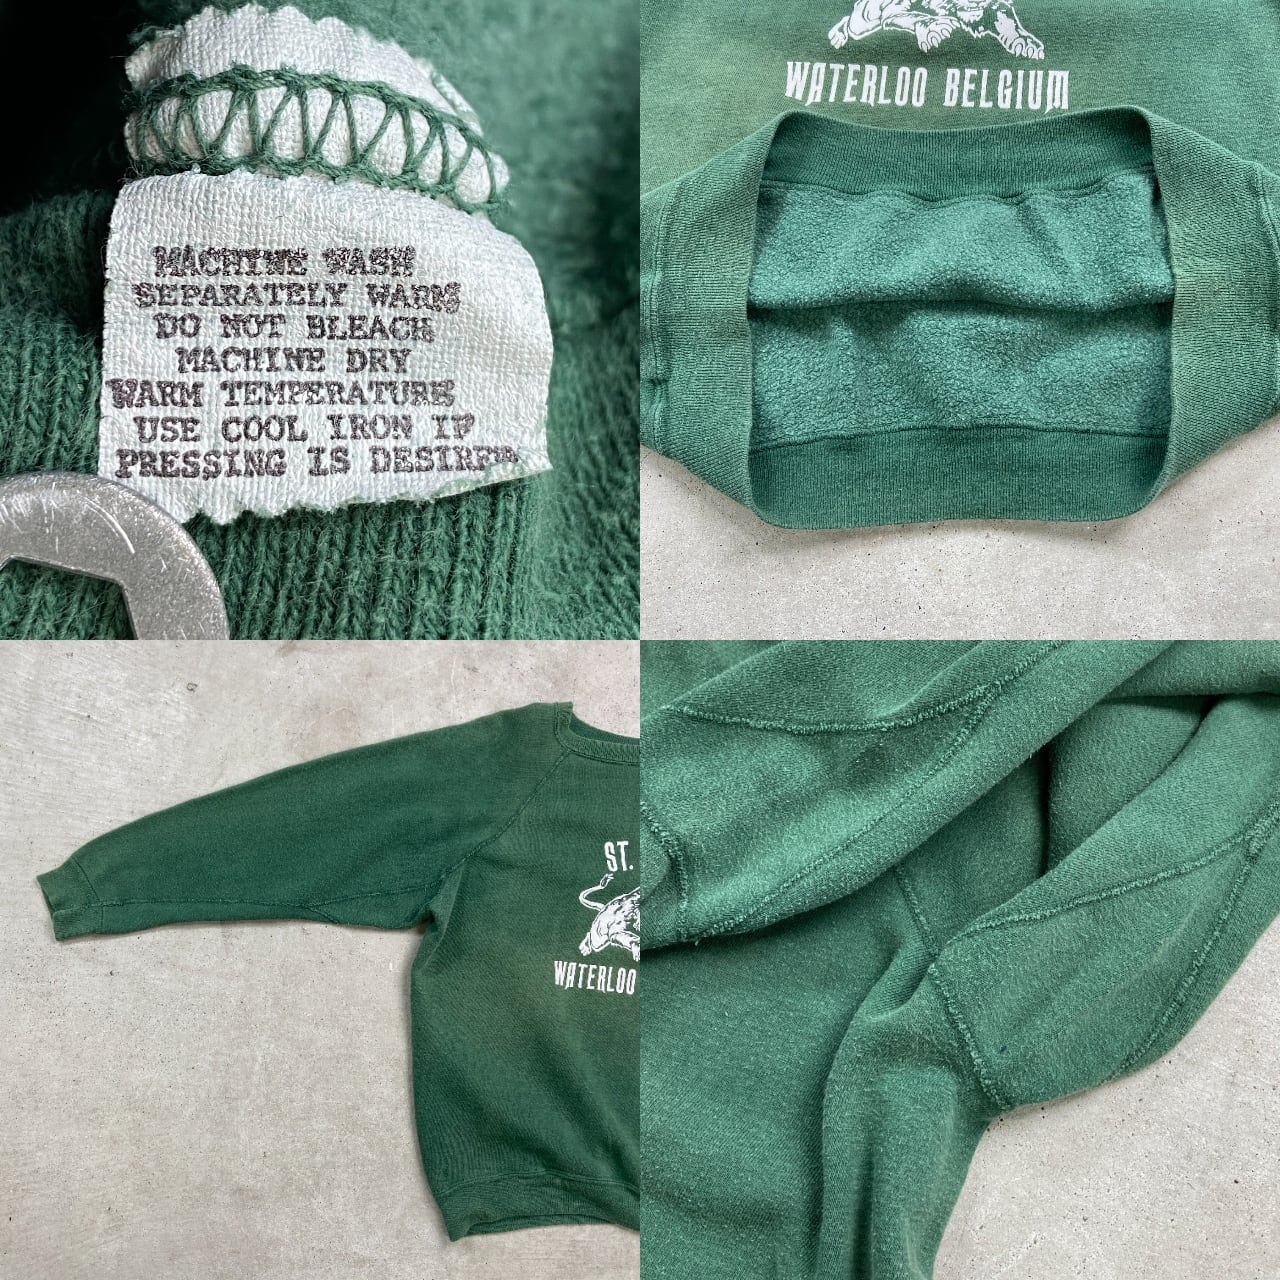 MACHINE WASH
SEPARATELY WARM
DO NOT BLEACH
MACHINE DRY
WARM TEMPERATURE
USE COOL IRON IF
PRESSING IS DESIRED
WATERLOO BELGIUM
ST.
WATERLOO